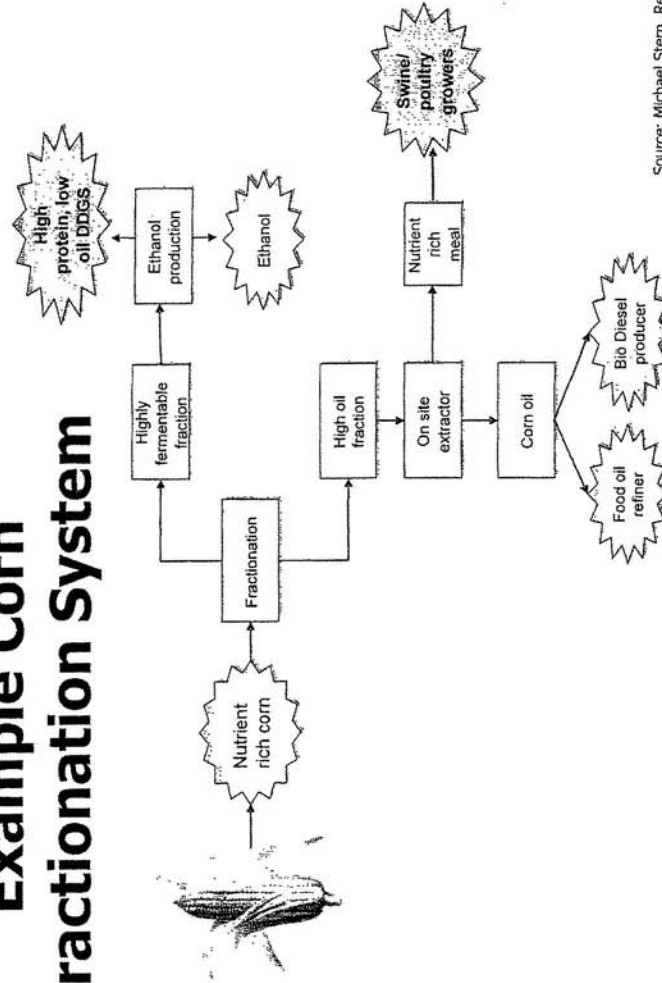 Example Corn
ractionation System
High
protein, low
oil DDGS
Highly
fermentable
fraction
Ethanol
production
Ethanol
Nutrient
rich corn
Fractionation
High oil
fraction
On site
extractor
Nutrient
rich
meal
Swine/
poultry
growers
Corn oil
Food oil
refiner
Bio Diesel
producer
Source: Michael Stern, Re